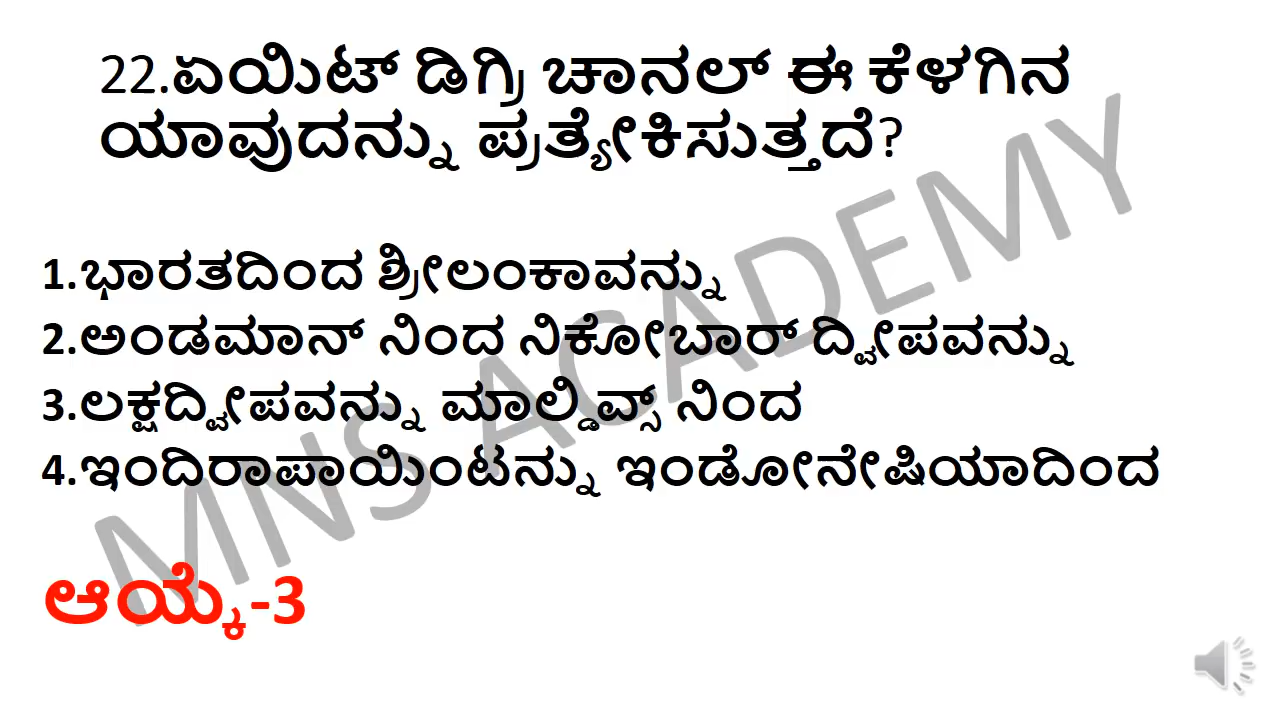 22.ಏಯಿಟ್ ಡಿಗ್ರಿ ಚಾನಲ್ ಈ ಕೆಳಗಿನ
ಯಾವುದನ್ನು ಪ್ರತ್ಯೇಕಿಸುತ್ತದೆ?
1.ಭಾರತದಿಂದ ಶ್ರೀಲಂಕಾವನ್ನು
2.ಅಂಡಮಾನ್ ನಿಂದ ನಿಕೋಬಾರ್ ದ್ವೀಪವನ್ನು
3.ಲಕ್ಷದ್ವೀಪವನ್ನು ಮಾಲ್ಡಿವ್ಸ್ ನಿಂದ
4.ಇಂದಿರಾಪಾಯಿಂಟನ್ನು ಇಂಡೋನೇಷಿಯಾದಿಂದ
ಆಯ್ಕೆ-3
MNS ACADEMY